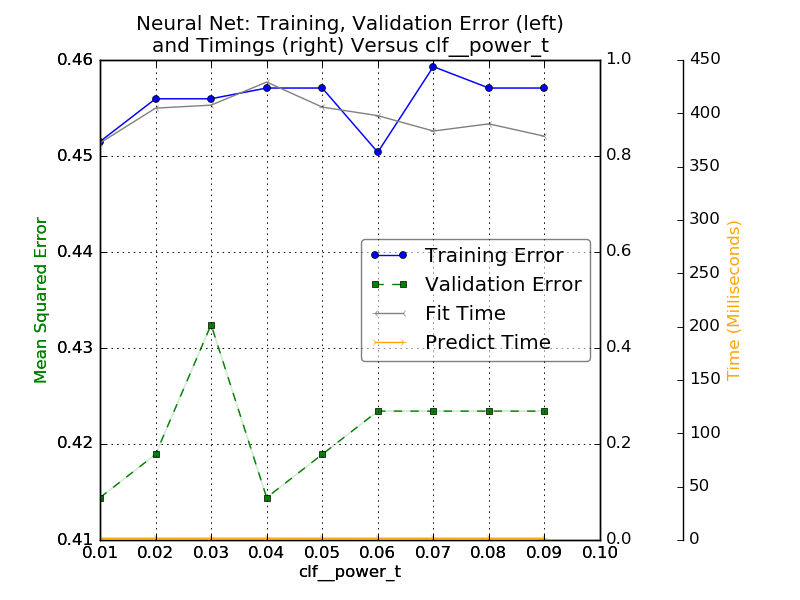 Neural Net: Training, Validation Error (left)
and Timings (right) Versus clf__power_t
Mean Squared Error
0.46
0.45
0.44
0.43
0.42
0.41
Training Error
Validation Error
Fit Time
Predict Time
1.0
0.8
0.6
0.4
0.2
0.0
450
400
350
300
250
200
150
100
50
0
Time (Milliseconds)
0.01 0.02 0.03 0.04 0.05 0.06 0.07 0.08 0.09 0.10
clf__power_t